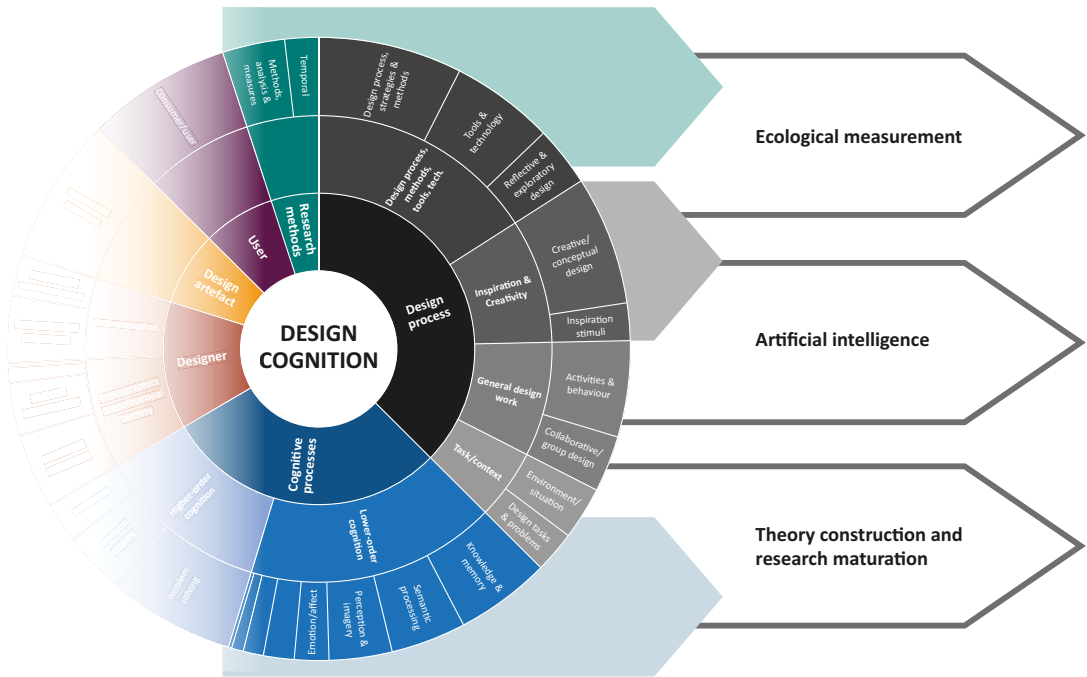 DESIGN
COGNITION
Research
methods
Methods,
analysis &
measures
Temporal
Design
process
Design process,
methods,
tools, tech.
Design process,
strategies &
methods
Tools &
technology
Reflective &
exploratory
design
Inspiration &
Creativity
Creative/
conceptual
design
Inspiration
stimuli
General design
work
Activities &
behaviour
Collaborative/
group design
Task/context
Environment/
situation
Design tasks
& problems
Cognitive
processes
Lower-order
cognition
Knowledge &
memory
Semantic
processing
Perception &
imagery
Emotion/affect
Higher-order
cognition
Problem
solving
Designer
Design
artefact
User
Consumer/user
Ecological measurement
Artificial intelligence
Theory construction and
research maturation